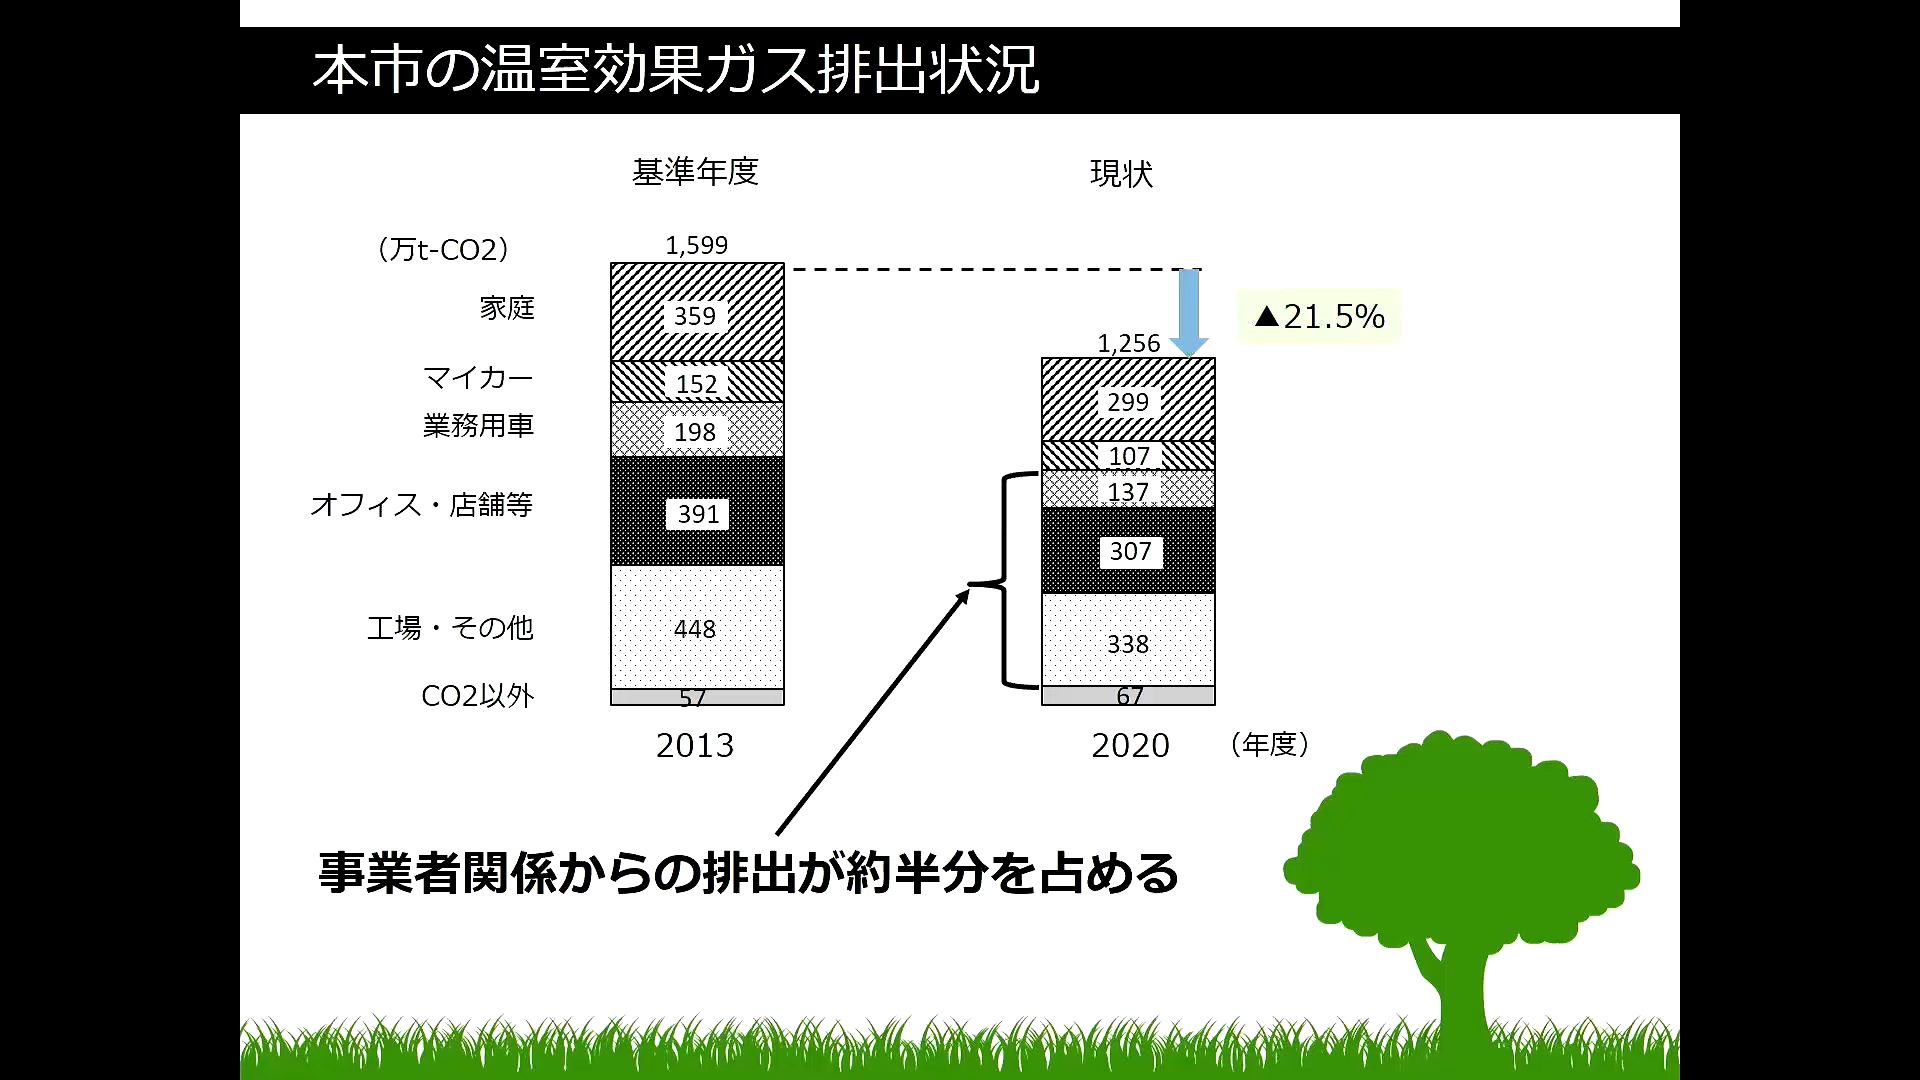 本市の温室効果ガス排出状況
基準年度
現状
（万t-CO2）
1,599
家庭
359
▲21.5%
1,256
マイカー
152
299
業務用車
198
107
137
オフィス・店舗等
391
307
工場・その他
448
338
CO2以外
57
67
2013
2020
（年度）
事業者関係からの排出が約半分を占める